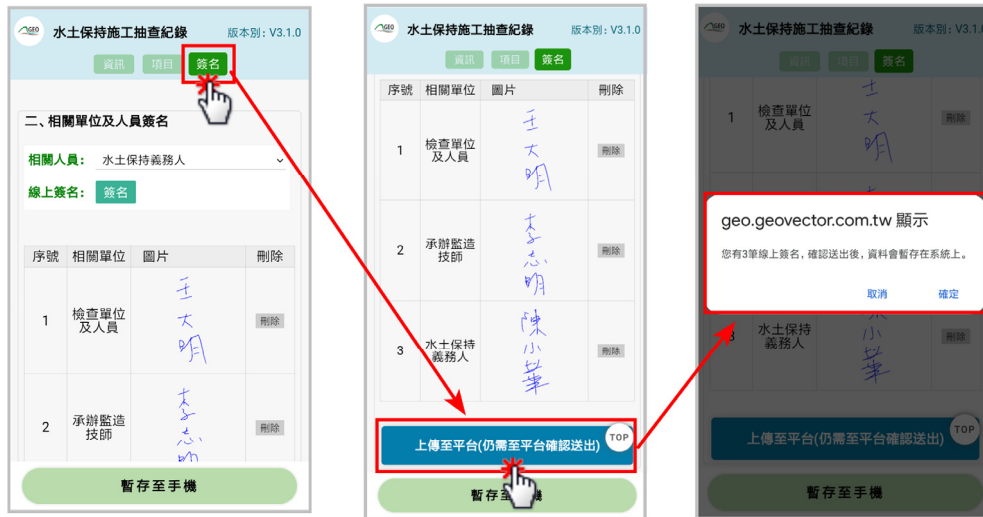 GEO 水土保持施工抽查紀錄 版本別：V3.1.0
資訊 項目 簽名
二、相關單位及人員簽名
相關人員： 水土保持義務人
線上簽名： 簽名
序號 相關單位 圖片 刪除
1 檢查單位及人員 王大明 刪除
2 承辦監造技師 李志明 刪除
暫存至手機
GEO 水土保持施工抽查紀錄 版本別：V3.1.0
資訊 項目 簽名
序號 相關單位 圖片 刪除
1 檢查單位及人員 王大明 刪除
2 承辦監造技師 李志明 刪除
3 水土保持義務人 陳小華 刪除
上傳至平台(仍需至平台確認送出) TOP
暫存至手機
GEO 水土保持施工抽查紀錄 版本別：V3.1.0
資訊 項目 簽名
1 檢查單位及人員 王大明 刪除
geo.geovector.com.tw 顯示
您有3筆線上簽名，確認送出後，資料會暫存在系統上。
取消 確定
3 水土保持義務人 小華 刪除
上傳至平台(仍需至平台確認送出) TOP
暫存至手機